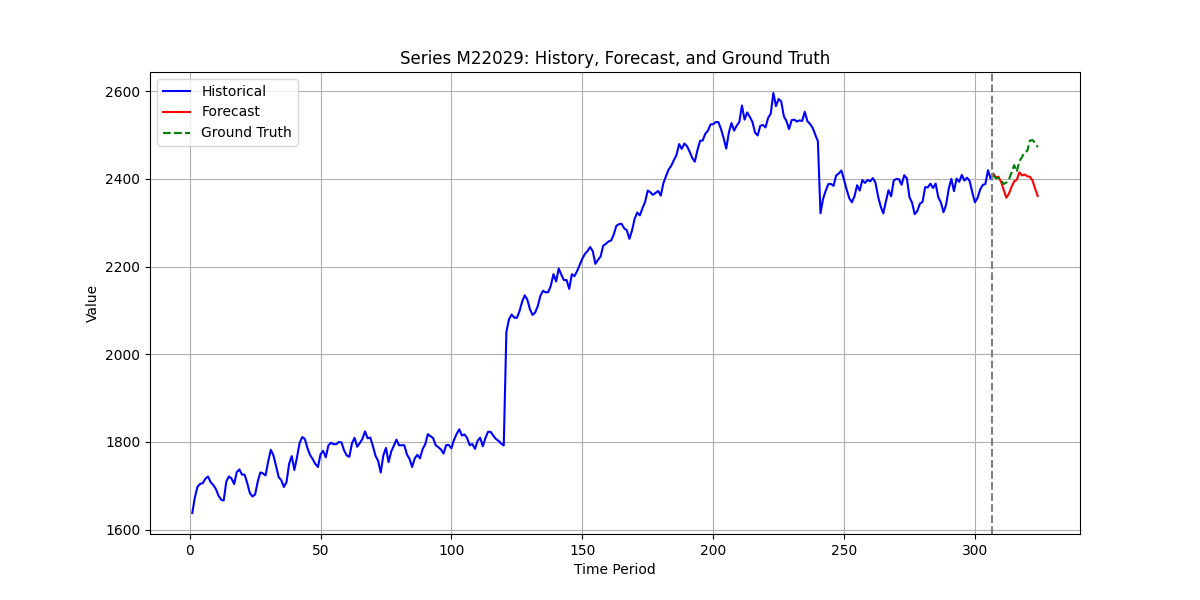 Series M22029: History, Forecast, and Ground Truth
Historical
Forecast
Ground Truth
2600
2400
2200
2000
1800
1600
Value
0 50 100 150 200 250 300
Time Period